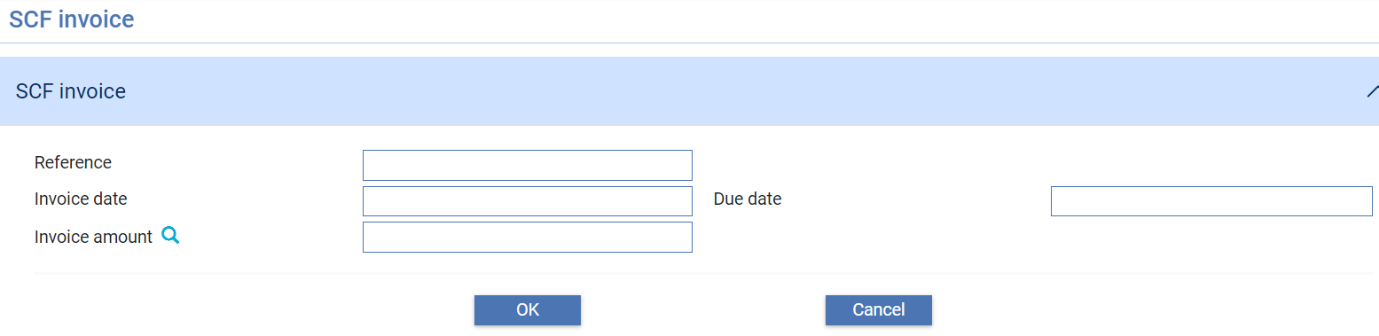 SCF invoice
SCF invoice
Reference
Invoice date Due date
Invoice amount
OK Cancel